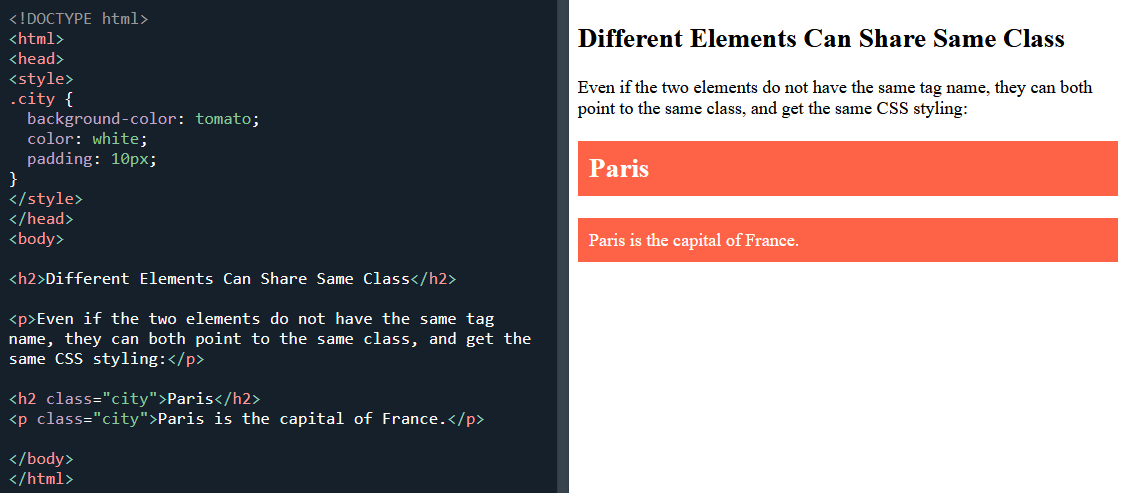 <!DOCTYPE html>
<html>
<head>
<style>
.city {
  background-color: tomato;
  color: white;
  padding: 10px;
}
</style>
</head>
<body>
<h2>Different Elements Can Share Same Class</h2>
<p>Even if the two elements do not have the same tag
name, they can both point to the same class, and get the
same CSS styling:</p>
<h2 class="city">Paris</h2>
<p class="city">Paris is the capital of France.</p>
</body>
</html>
Different Elements Can Share Same Class
Even if the two elements do not have the same tag name, they can both
point to the same class, and get the same CSS styling:
Paris
Paris is the capital of France.